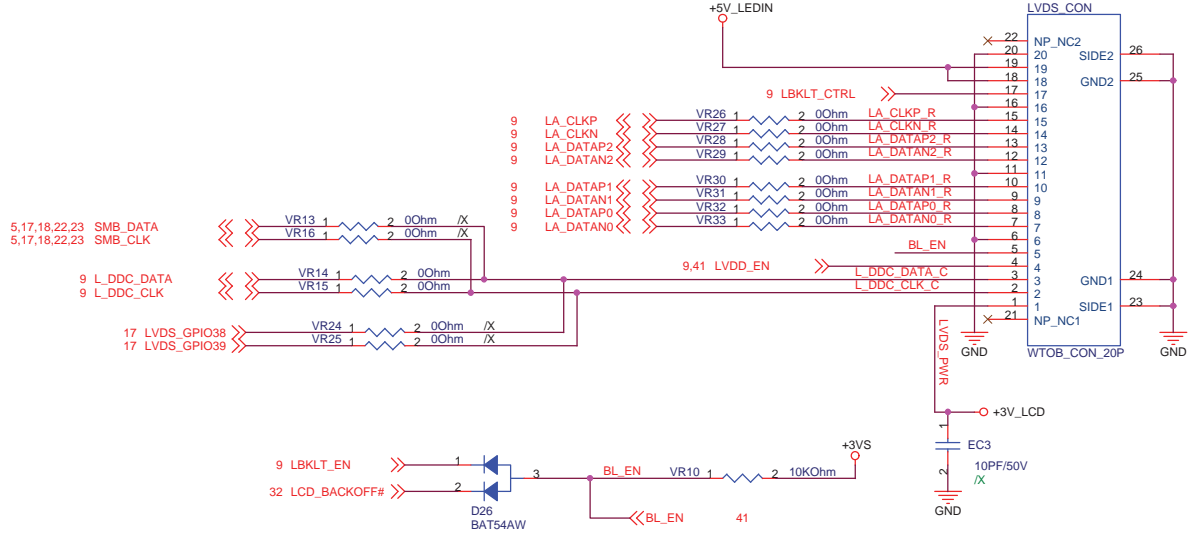 +5V_LEDIN LVDS_CON
22 NP_NC2
20 20 SIDE2 26
19 19
18 18 GND2 25
9 LBKLT_CTRL 17 17
16 16
9 LA_CLKP VR26 1 2 0Ohm LA_CLKP_R 15 15
9 LA_CLKN VR27 1 2 0Ohm LA_CLKN_R 14 14
9 LA_DATAP2 VR28 1 2 0Ohm LA_DATAP2_R 13 13
9 LA_DATAN2 VR29 1 2 0Ohm LA_DATAN2_R 12 12
11 11
9 LA_DATAP1 VR30 1 2 0Ohm LA_DATAP1_R 10 10
9 LA_DATAN1 VR31 1 2 0Ohm LA_DATAN1_R 9 9
9 LA_DATAP0 VR32 1 2 0Ohm LA_DATAP0_R 8 8
9 LA_DATAN0 VR33 1 2 0Ohm LA_DATAN0_R 7 7
5,17,18,22,23 SMB_DATA VR13 1 2 0Ohm /X
5,17,18,22,23 SMB_CLK VR16 1 2 0Ohm /X 6 6
BL_EN 5 5
9,41 LVDD_EN 4 4
9 L_DDC_DATA VR14 1 2 0Ohm L_DDC_DATA_C 3 3 GND1 24
9 L_DDC_CLK VR15 1 2 0Ohm L_DDC_CLK_C 2 2
1 1 SIDE1 23
21 NP_NC1
17 LVDS_GPIO38 VR24 1 2 0Ohm /X
17 LVDS_GPIO39 VR25 1 2 0Ohm /X
GND WTOB_CON_20P GND
LVDS_PWR
+3V_LCD
1
EC3
10PF/50V
/X
2
GND
+3VS
9 LBKLT_EN 1
3 BL_EN VR10 1 2 10KOhm
32 LCD_BACKOFF# 2
D26
BAT54AW
BL_EN 41